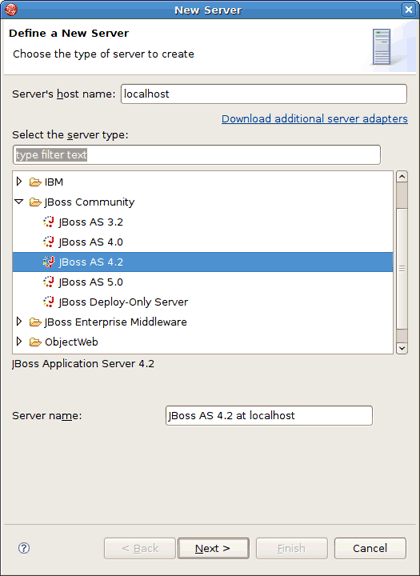 New Server
Define a New Server
Choose the type of server to create
Server's host name: localhost
Download additional server adapters
Select the server type:
type filter text
IBM
JBoss Community
JBoss AS 3.2
JBoss AS 4.0
JBoss AS 4.2
JBoss AS 5.0
JBoss Deploy-Only Server
JBoss Enterprise Middleware
ObjectWeb
JBoss Application Server 4.2
Server name: JBoss AS 4.2 at localhost
? < Back Next > Finish Cancel